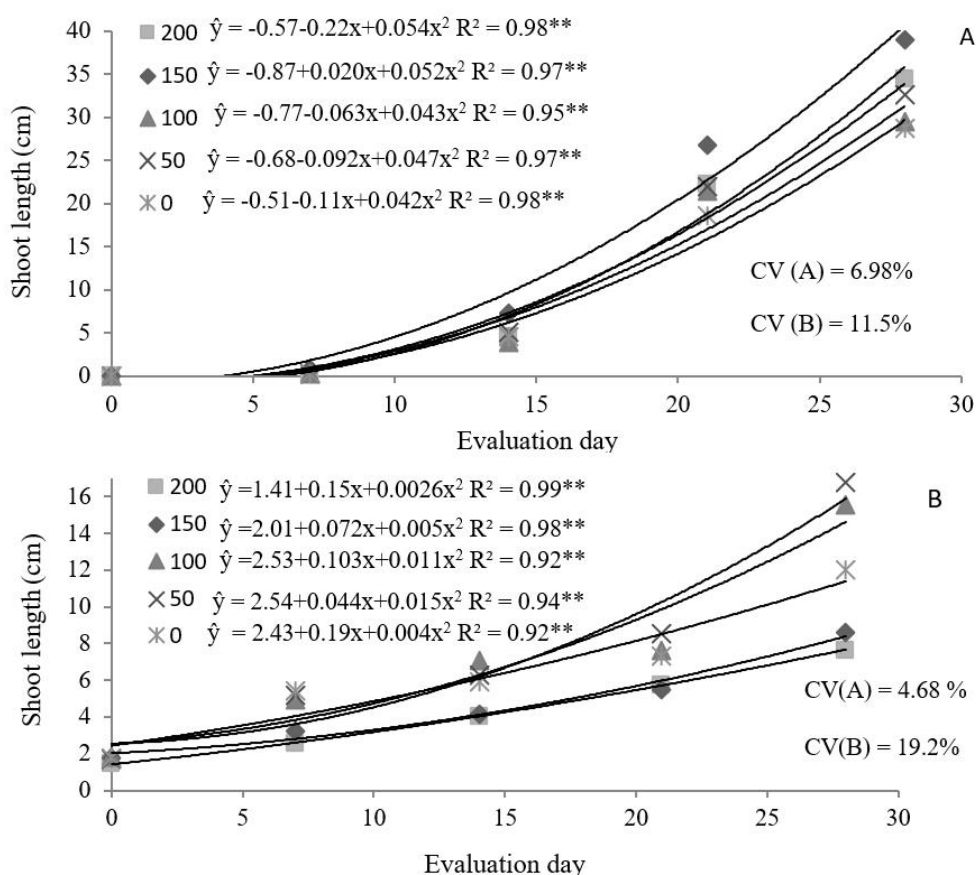 A
200 ŷ = -0.57-0.22x+0.054x² R² = 0.98**
150 ŷ = -0.87+0.020x+0.052x² R² = 0.97**
100 ŷ = -0.77-0.063x+0.043x² R² = 0.95**
50 ŷ = -0.68-0.092x+0.047x² R² = 0.97**
0 ŷ = -0.51-0.11x+0.042x² R² = 0.98**
CV (A) = 6.98%
CV (B) = 11.5%
Shoot length (cm)
40
35
30
25
20
15
10
5
0
0 5 10 15 20 25 30
Evaluation day
B
200 ŷ =1.41+0.15x+0.0026x² R² = 0.99**
150 ŷ =2.01+0.072x+0.005x² R² = 0.98**
100 ŷ =2.53+0.103x+0.011x² R² = 0.92**
50 ŷ =2.54+0.044x+0.015x² R² = 0.94**
0 ŷ = 2.43+0.19x+0.004x² R² = 0.92**
CV(A) = 4.68 %
CV(B) = 19.2%
Shoot length (cm)
16
14
12
10
8
6
4
2
0
0 5 10 15 20 25 30
Evaluation day